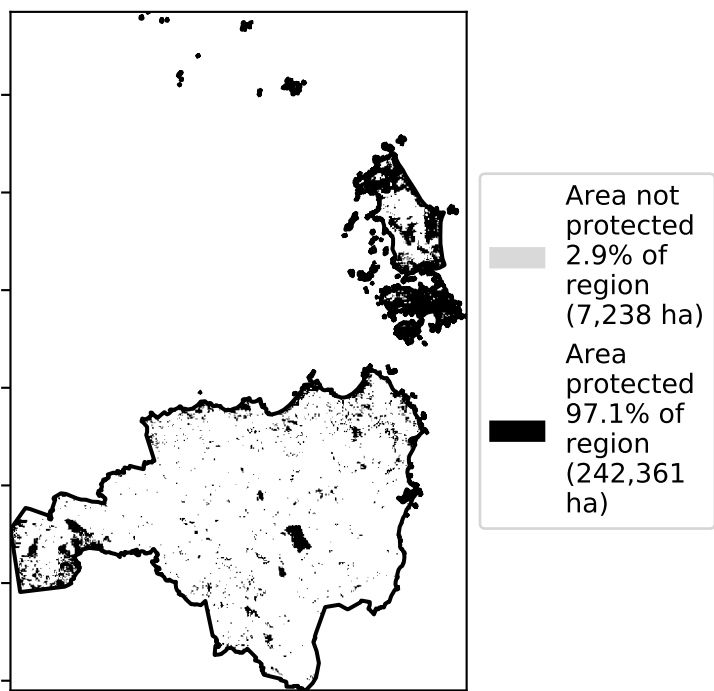 Area not
protected
2.9% of
region
(7,238 ha)
Area
protected
97.1% of
region
(242,361
ha)